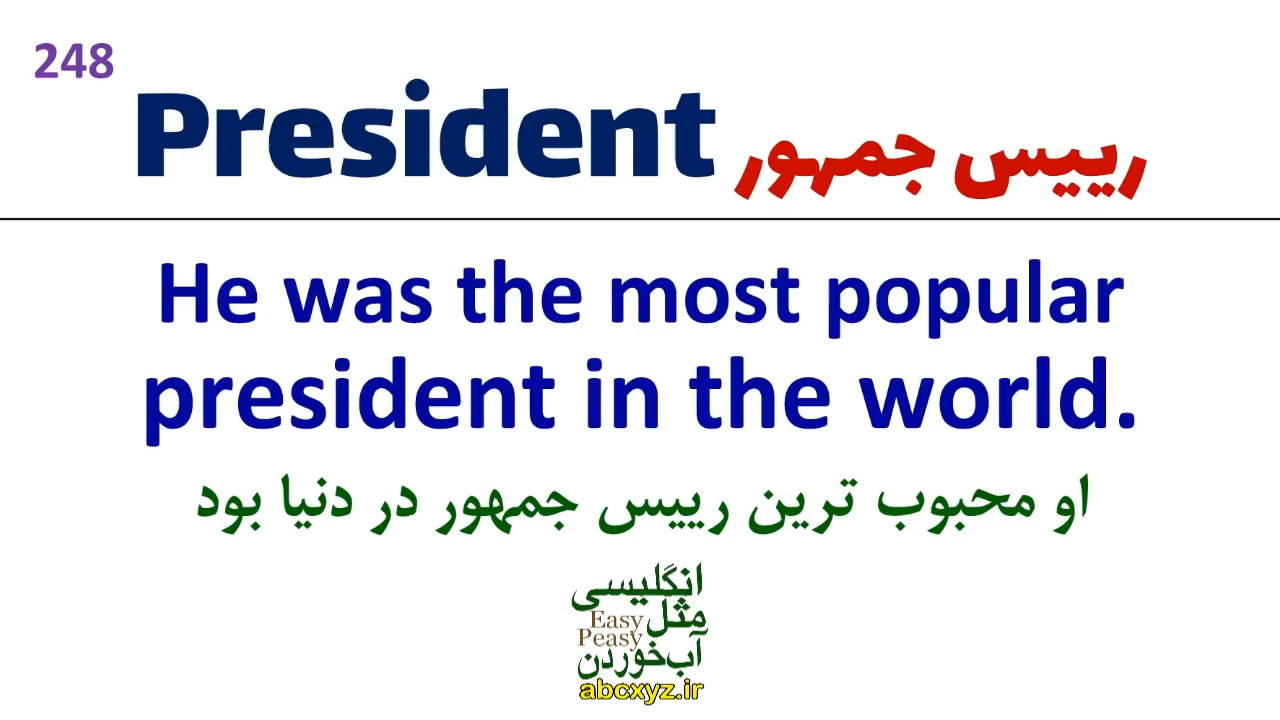 248
President رییس جمهور
He was the most popular
president in the world.
او محبوب ترین رییس جمهور در دنیا بود
انگلیسی
مثل Easy
Peasy
آب‌خوردن
abcxyz.ir